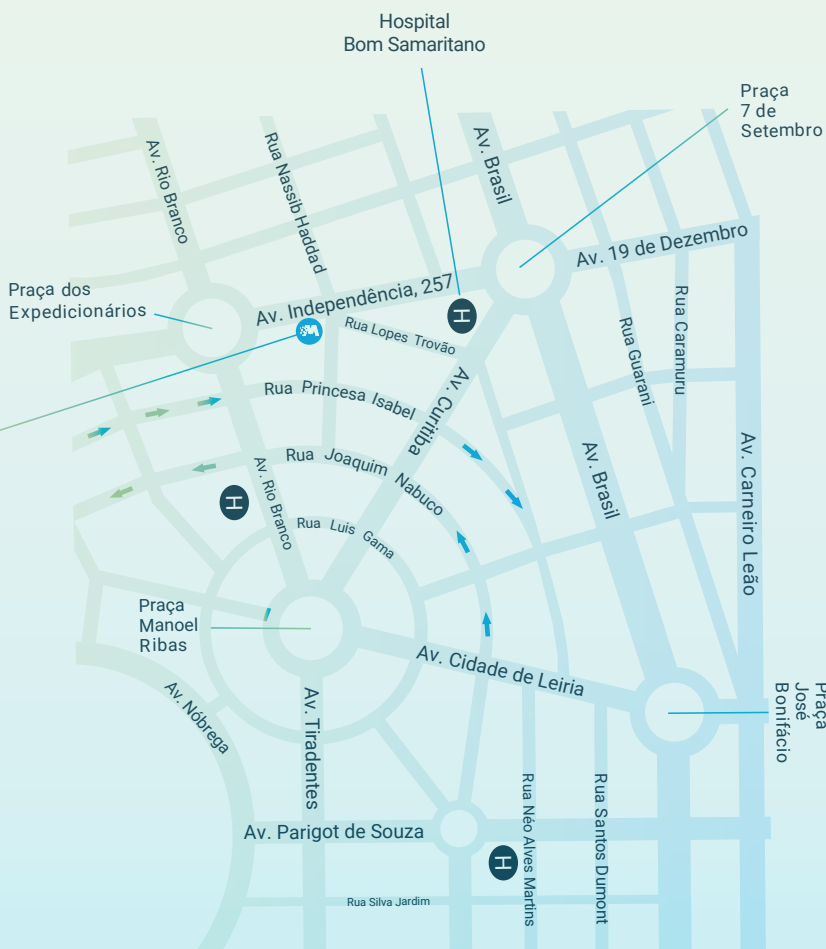 Hospital
Bom Samaritano
Praça
7 de
Setembro
Av. Brasil
Av. Rio Branco
Rua Nassib Haddad
Av. 19 de Dezembro
Praça dos
Expedicionários
Av. Independência, 257
H
Rua Lopes Trovão
Rua Caramuru
Rua Guarani
Rua Princesa Isabel
Av. Curitiba
Rua Joaquim Nabuco
Av. Brasil
Av. Carneiro Leão
Av. Rio Branco
H
Rua Luis Gama
Praça
Manoel
Ribas
Av. Cidade de Leiria
Praça
José
Bonifácio
Av. Nóbrega
Av. Tiradentes
Rua Néo Alves Martins
Rua Santos Dumont
Av. Parigot de Souza
H
Rua Silva Jardim